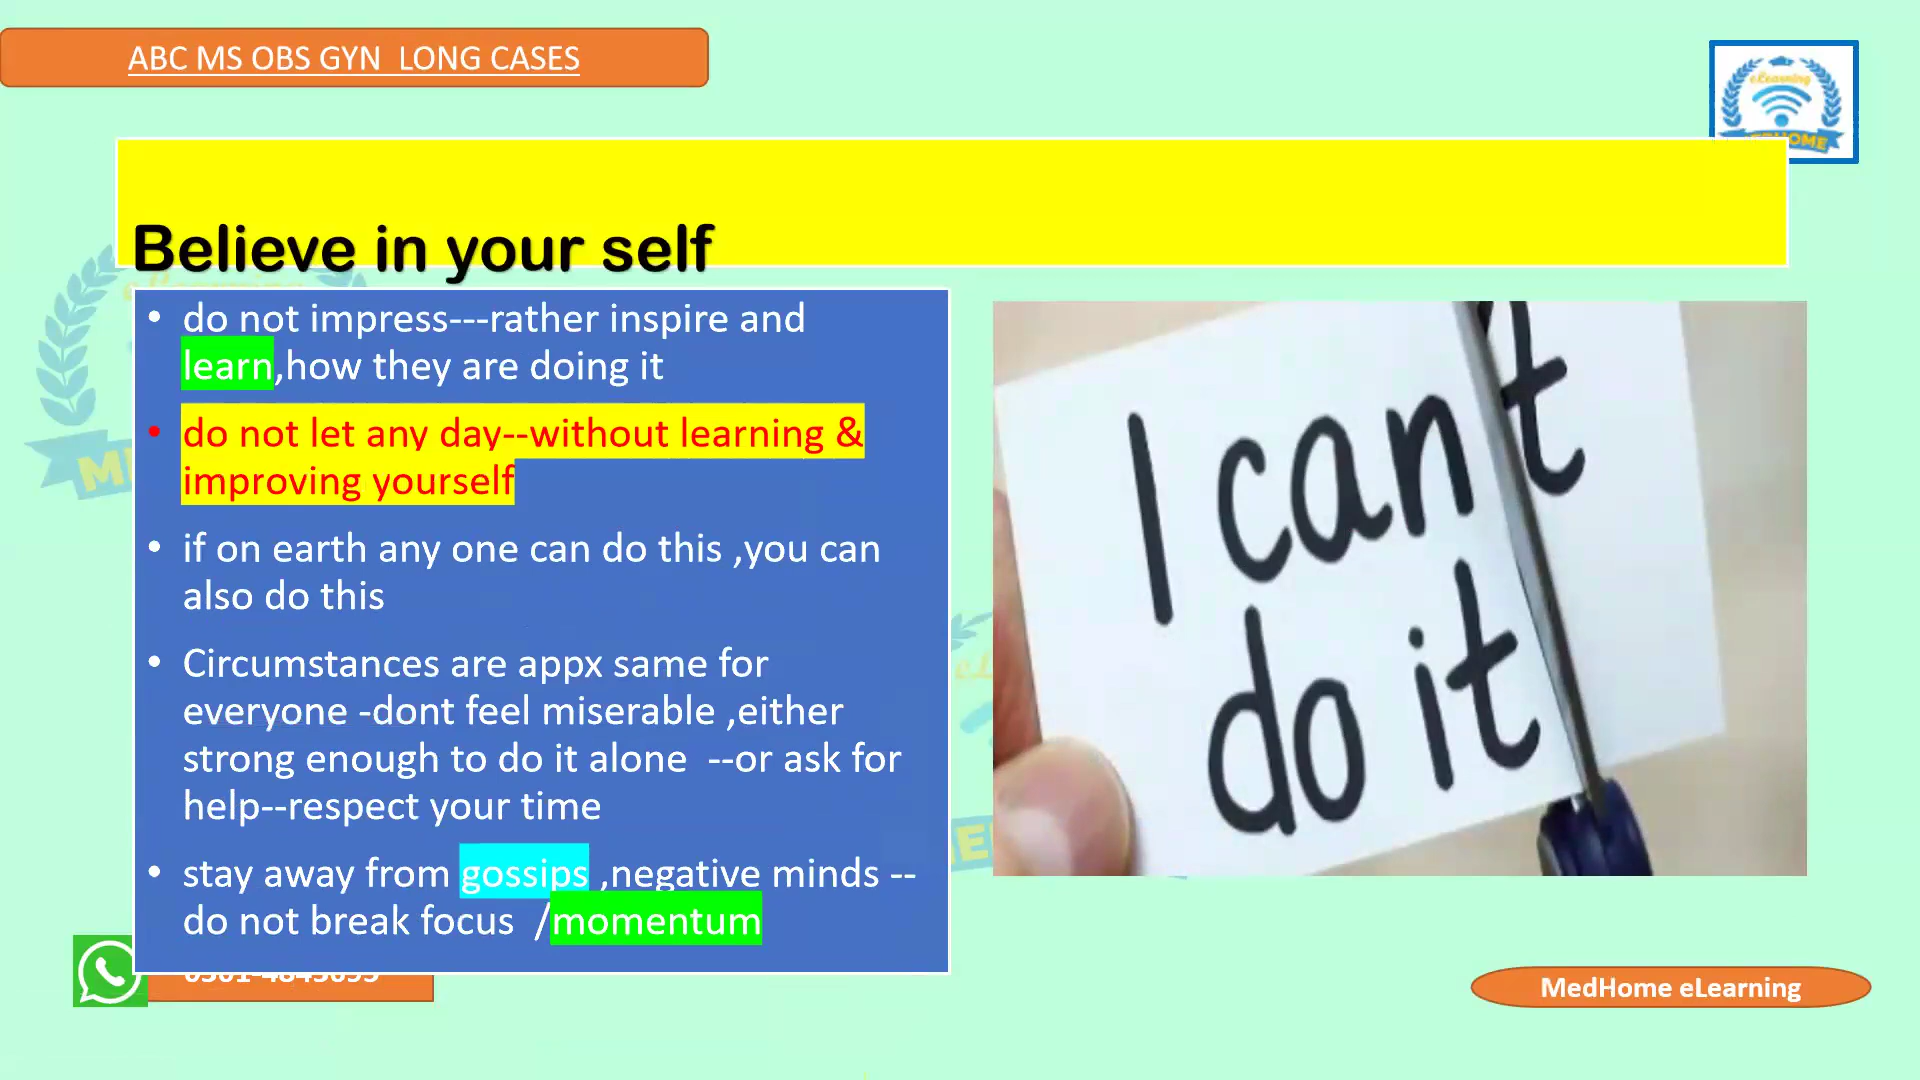 ABC MS OBS GYN  LONG CASES
eLearning
Believe in your self
• do not impress---rather inspire and
learn,how they are doing it
• do not let any day--without learning &
improving yourself
• if on earth any one can do this ,you can
also do this
• Circumstances are appx same for
everyone -dont feel miserable ,either
strong enough to do it alone  --or ask for
help--respect your time
• stay away from gossips ,negative minds --
do not break focus  /momentum
I can't
do it
MedHome eLearning